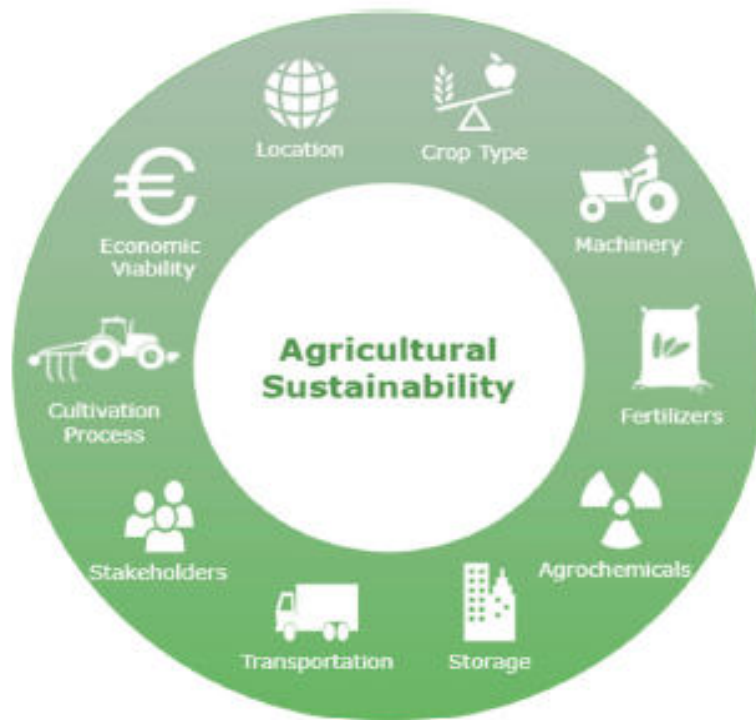 Agricultural
Sustainability
Location
Crop Type
Machinery
Fertilizers
Agrochemicals
Storage
Transportation
Stakeholders
Cultivation
Process
Economic
Viability